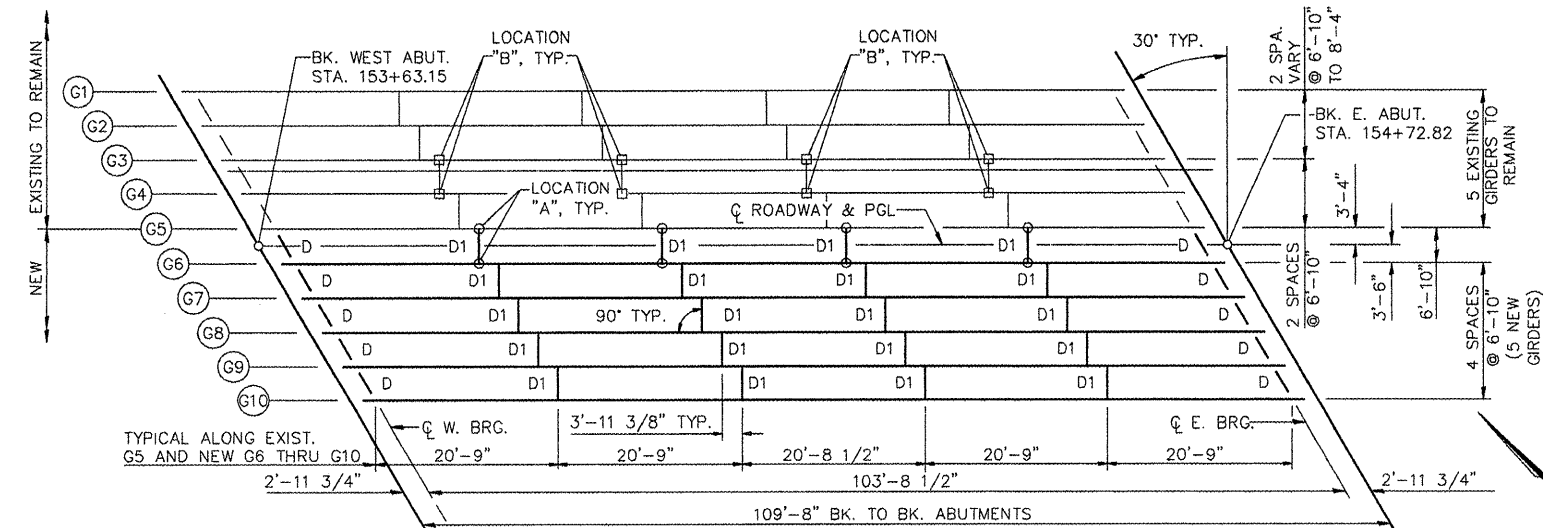 LOCATION
"B", TYP.
LOCATION
"B", TYP.
30° TYP.
2 SPA.
VARY
@ 6'-10"
TO 8'-4"
BK. WEST ABUT.
STA. 153+63.15
BK. E. ABUT.
STA. 154+72.82
EXISTING TO REMAIN
NEW
G1
G2
G3
G4
G5
G6
G7
G8
G9
G10
5 EXISTING
GIRDERS TO
REMAIN
LOCATION
"A", TYP.
℄ ROADWAY & PGL
3'-4"
D D1 D1 D1 D1 D
D D1 D1 D1 D1 D
D D1 90° TYP. D1 D1 D1 D
D D1 D1 D1 D1 D
D D1 D1 D1 D1 D
2 SPACES
@ 6'-10"
3'-6"
6'-10"
4 SPACES
@ 6'-10"
(5 NEW
GIRDERS)
℄ W. BRG.
3'-11 3/8" TYP.
℄ E. BRG.
TYPICAL ALONG EXIST.
G5 AND NEW G6 THRU G10
20'-9" 20'-9" 20'-8 1/2" 20'-9" 20'-9"
2'-11 3/4" 103'-8 1/2" 2'-11 3/4"
109'-8" BK. TO BK. ABUTMENTS